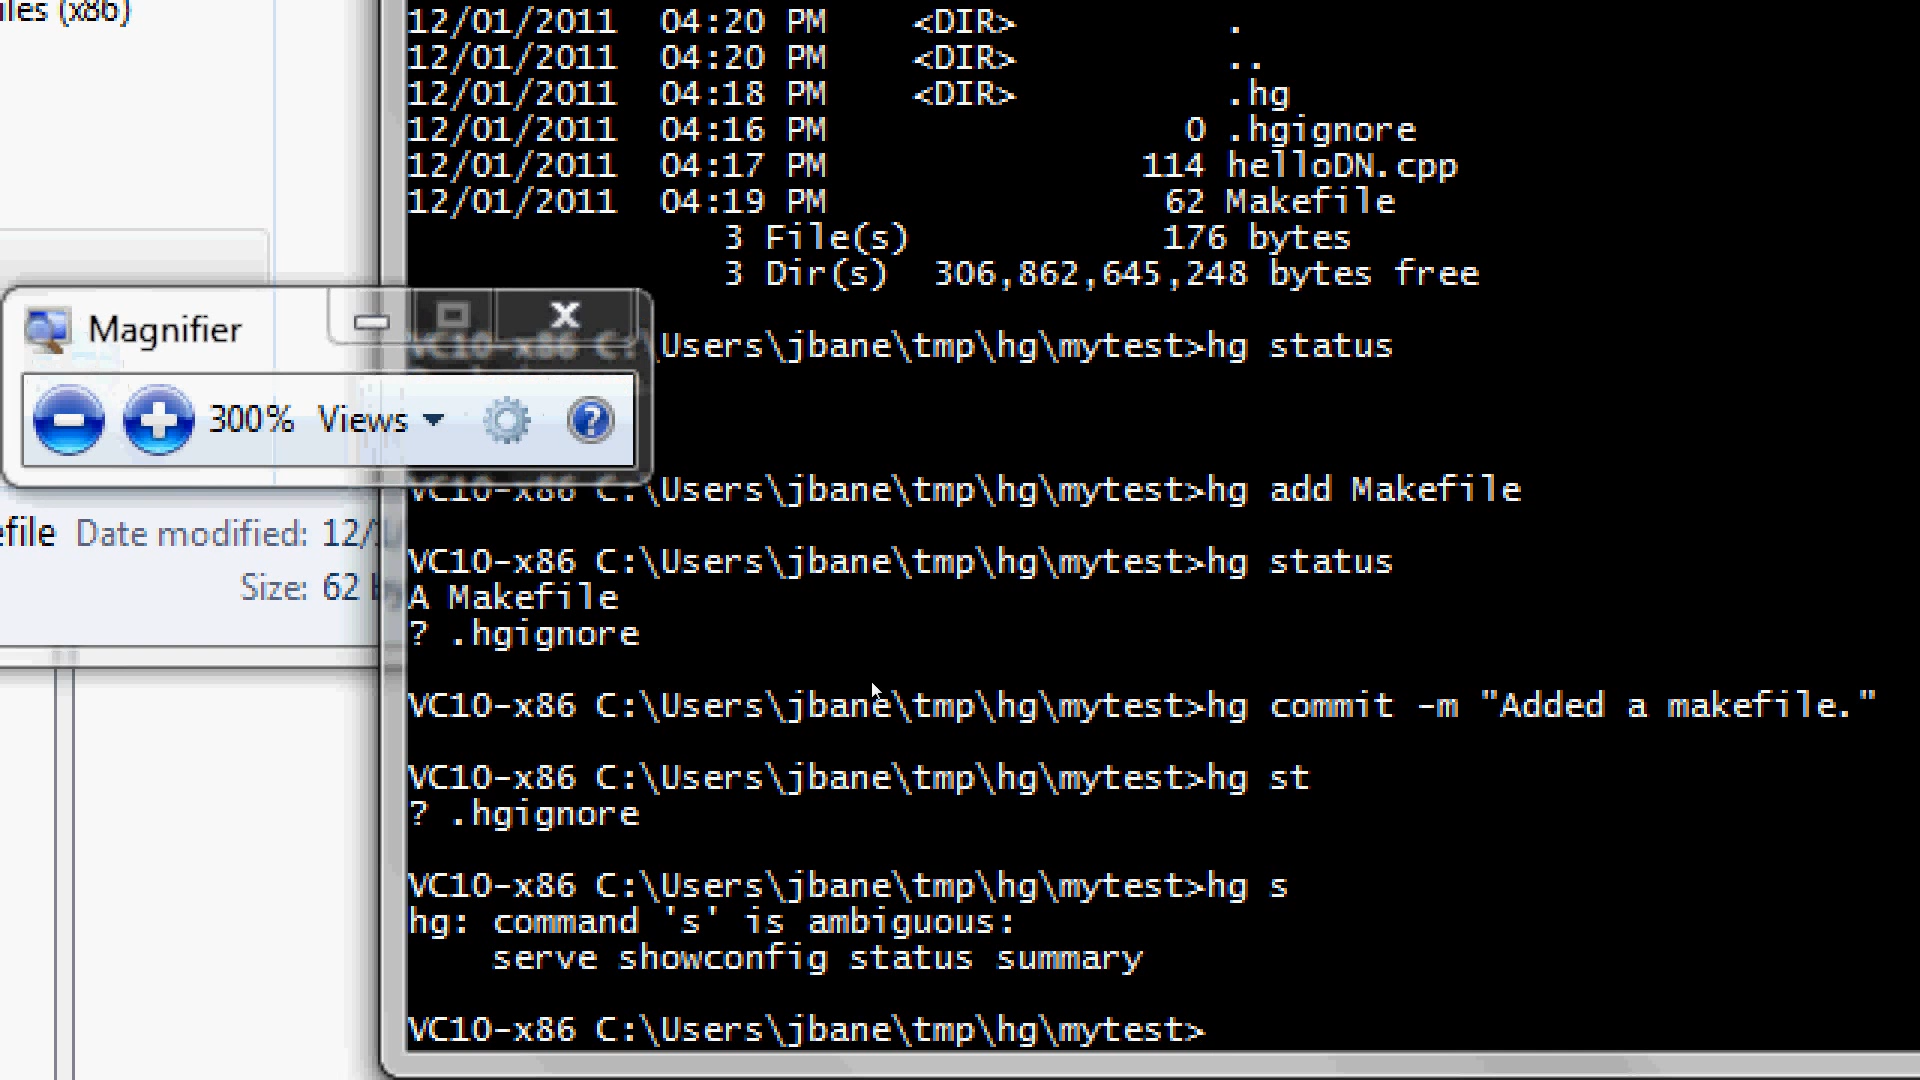 iles (x86)
12/01/2011  04:20 PM    <DIR>          .
12/01/2011  04:20 PM    <DIR>          ..
12/01/2011  04:18 PM    <DIR>          .hg
12/01/2011  04:16 PM                 0 .hgignore
12/01/2011  04:17 PM               114 helloDN.cpp
12/01/2011  04:19 PM                62 Makefile
3 File(s)            176 bytes
3 Dir(s)  306,862,645,248 bytes free
Magnifier
300% Views
VC10-x86 C:\Users\jbane\tmp\hg\mytest>hg status
VC10-x86 C:\Users\jbane\tmp\hg\mytest>hg add Makefile
efile Date modified: 12/
Size: 62
VC10-x86 C:\Users\jbane\tmp\hg\mytest>hg status
A Makefile
? .hgignore
VC10-x86 C:\Users\jbane\tmp\hg\mytest>hg commit -m "Added a makefile."
VC10-x86 C:\Users\jbane\tmp\hg\mytest>hg st
? .hgignore
VC10-x86 C:\Users\jbane\tmp\hg\mytest>hg s
hg: command 's' is ambiguous:
    serve showconfig status summary
VC10-x86 C:\Users\jbane\tmp\hg\mytest>